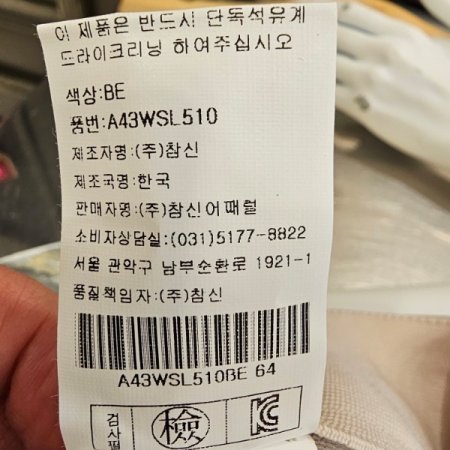 이 제품은 반드시 단독석유계
드라이크리닝 하여주십시오
색상:BE
품번:A43WSL510
제조자명:(주)참신
제조국명:한국
판매자명:(주)참신어패럴
소비자상담실:(031)5177-8822
서울 관악구 남부순환로 1921-1
품질책임자:(주)참신
A43WSL510BE 64
검사필 檢 KC